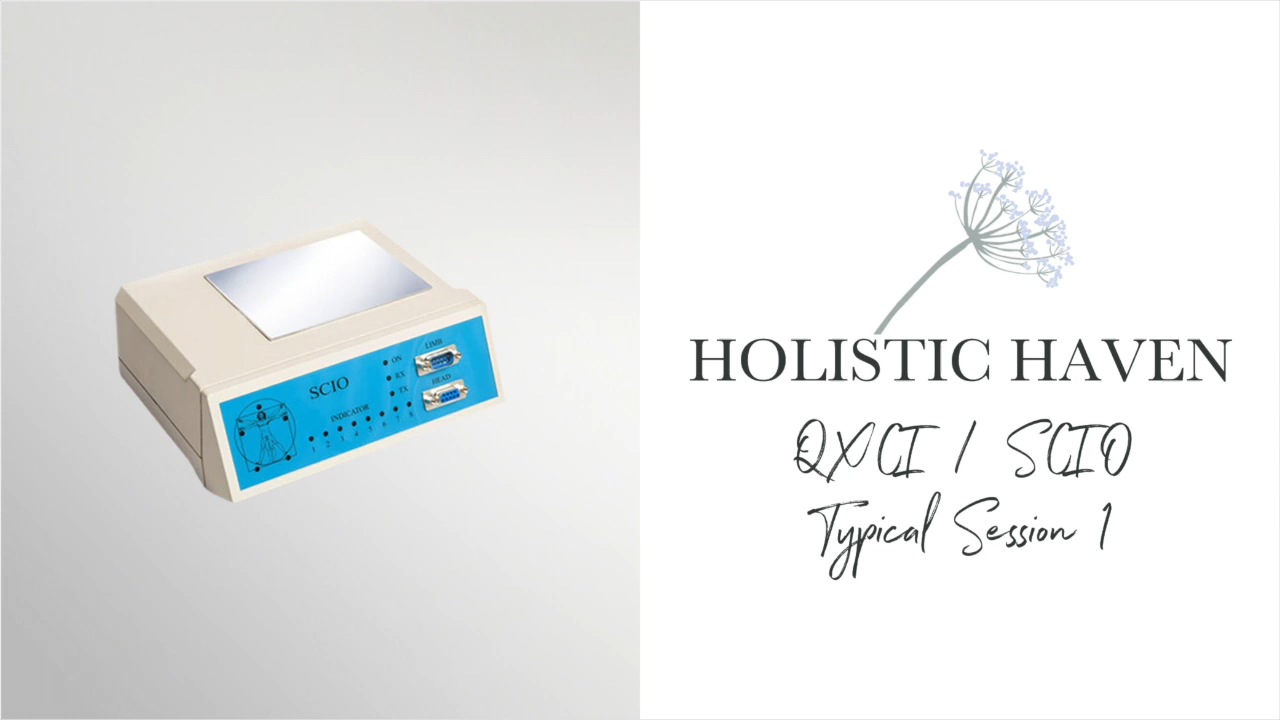 SCIO
INDICATOR
1 2 3 4 5 6 7 8
ON
RX
TX
LIMB
HEAD
HOLISTIC HAVEN
QXCI / SCIO
Typical Session 1